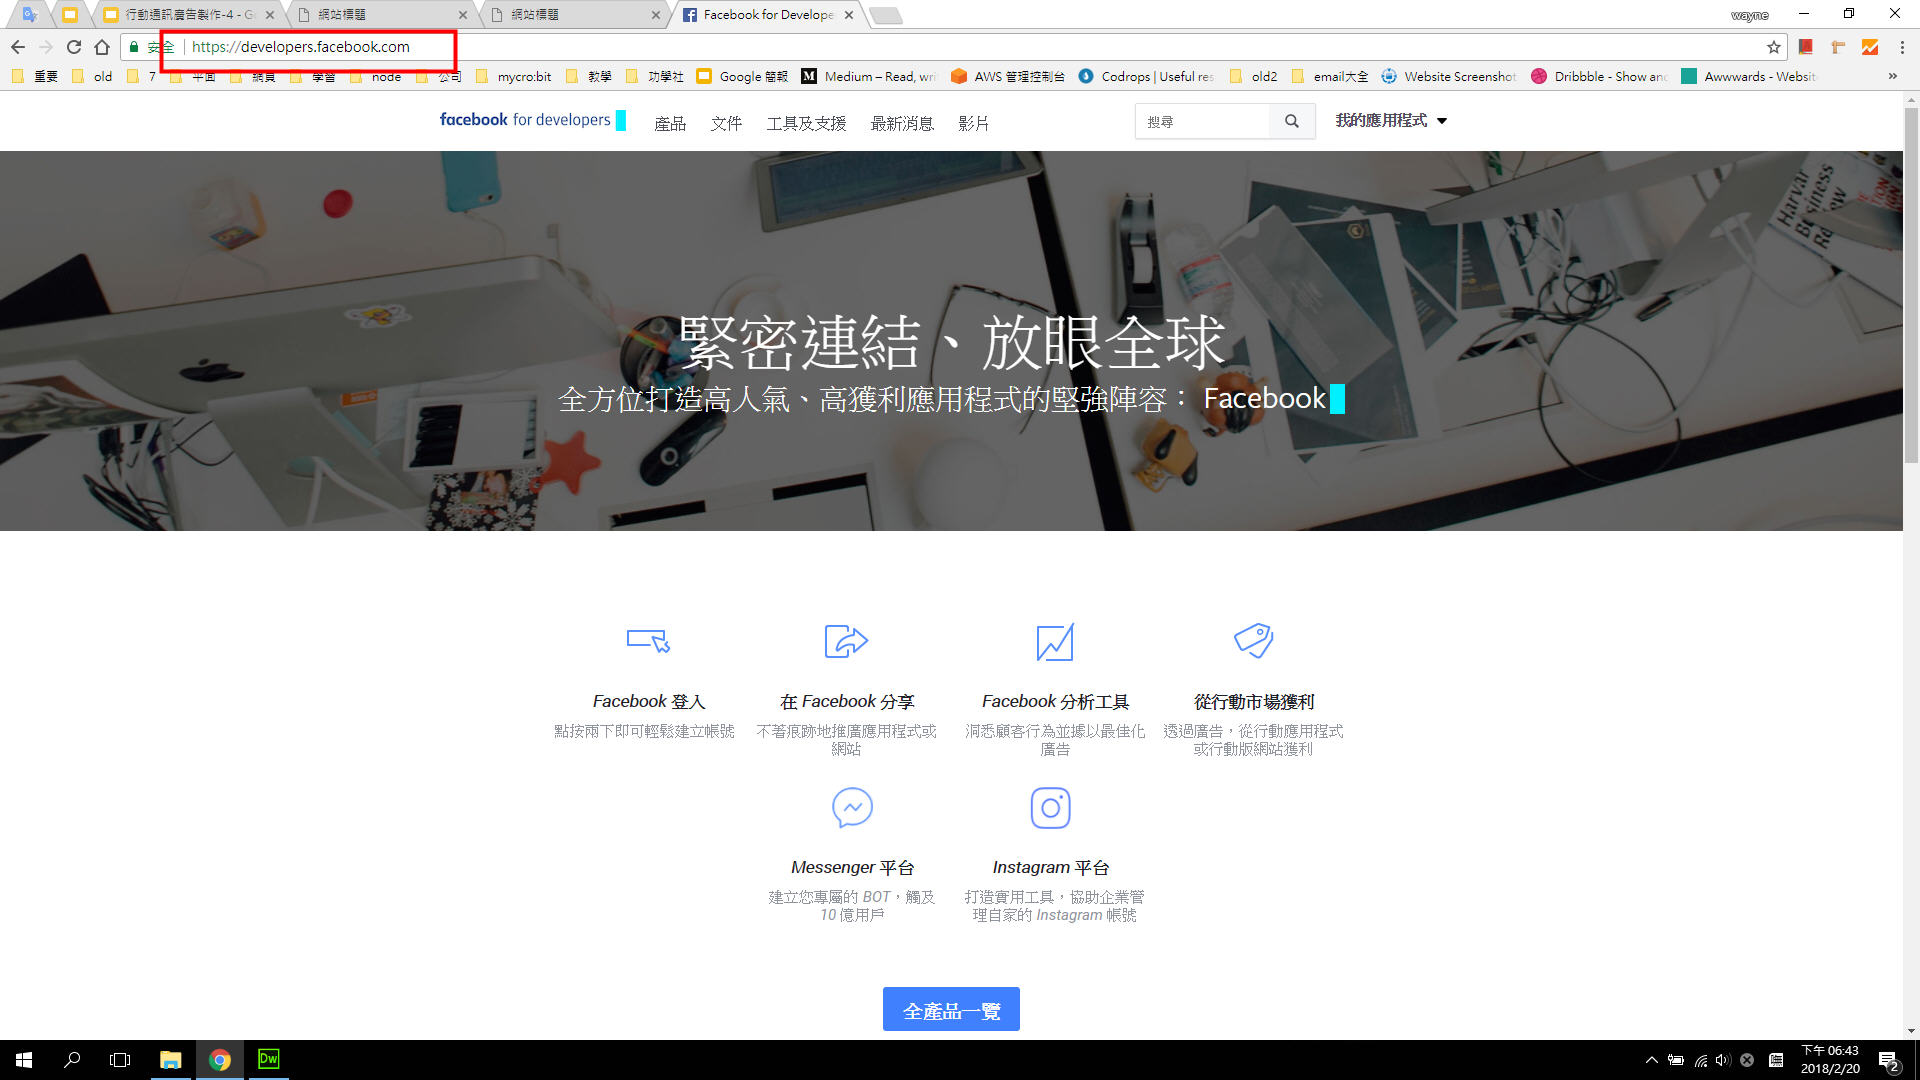 行動通訊廣告製作-4 - G
網站標題
網站標題
Facebook for Develope
wayne
安全 https://developers.facebook.com
重要
old
7
平面
網頁
學習
node
公司
mycro:bit
教學
功學社
Google 簡報
Medium – Read, wri
AWS 管理控制台
Codrops | Useful res
old2
email大全
Website Screenshot
Dribbble - Show and
Awwwards - Websit
facebook for developers
產品
文件
工具及支援
最新消息
影片
搜尋
我的應用程式
Harvard
Business
緊密連結、放眼全球
全方位打造高人氣、高獲利應用程式的堅強陣容： Facebook
Facebook 登入
點按兩下即可輕鬆建立帳號
在 Facebook 分享
不著痕跡地推廣應用程式或
網站
Facebook 分析工具
洞悉顧客行為並據以最佳化
廣告
從行動市場獲利
透過廣告，從行動應用程式
或行動版網站獲利
Messenger 平台
建立您專屬的 BOT，觸及
10 億用戶
Instagram 平台
打造實用工具，協助企業管
理自家的 Instagram 帳號
全產品一覽
Dw
下午 06:43
2018/2/20
2